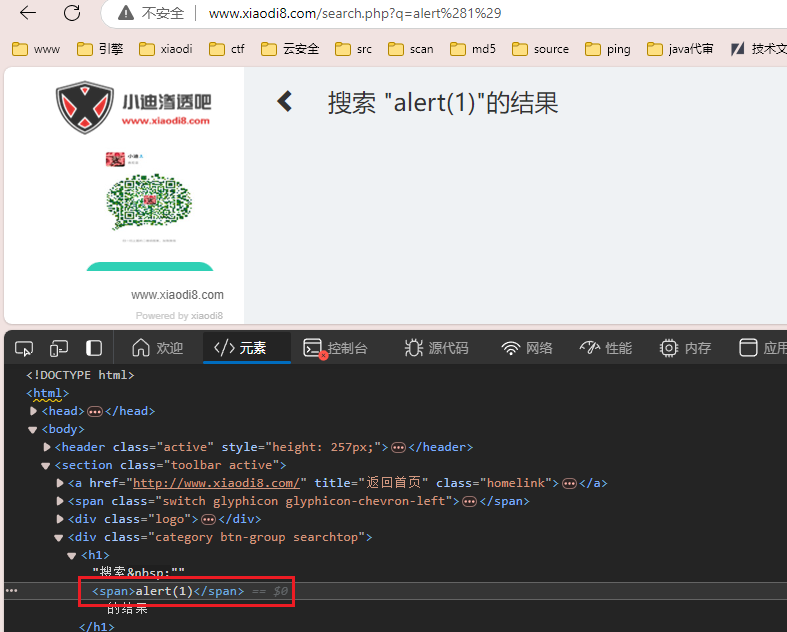 不安全 www.xiaodi8.com/search.php?q=alert%281%29
www 引擎 xiaodi ctf 云安全 src scan md5 source ping java代审 技术文
小迪渗透吧
www.xiaodi8.com
搜索 "alert(1)"的结果
小迪
www.xiaodi8.com
Powered by xiaodi8
欢迎 元素 控制台 源代码 网络 性能 内存 应用
<!DOCTYPE html>
<html>
<head></head>
<body>
<header class="active" style="height: 257px;"></header>
<section class="toolbar active">
<a href="http://www.xiaodi8.com/" title="返回首页" class="homelink"></a>
<span class="switch glyphicon glyphicon-chevron-left"></span>
<div class="logo"></div>
<div class="category btn-group searchtop">
<h1>
"搜索&nbsp;""
<span>alert(1)</span> == $0
的结果
</h1>